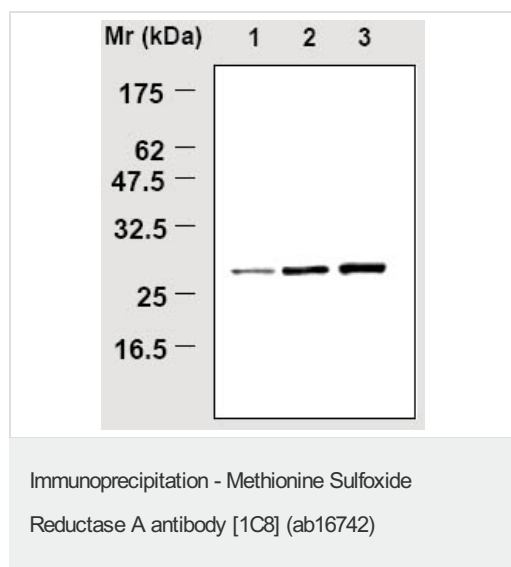 Mr (kDa) 1 2 3
175
62
47.5
32.5
25
16.5
Immunoprecipitation - Methionine Sulfoxide
Reductase A antibody [1C8] (ab16742)